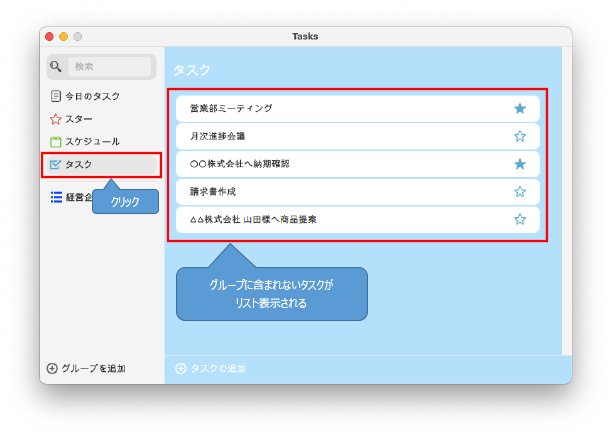 Tasks
検索
今日のタスク
スター
スケジュール
タスク
経営企
クリック
グループを追加
タスク
営業部ミーティング
月次進捗会議
〇〇株式会社へ納期確認
請求書作成
△△株式会社 山田様へ商品提案
グループに含まれないタスクが
リスト表示される
タスクの追加